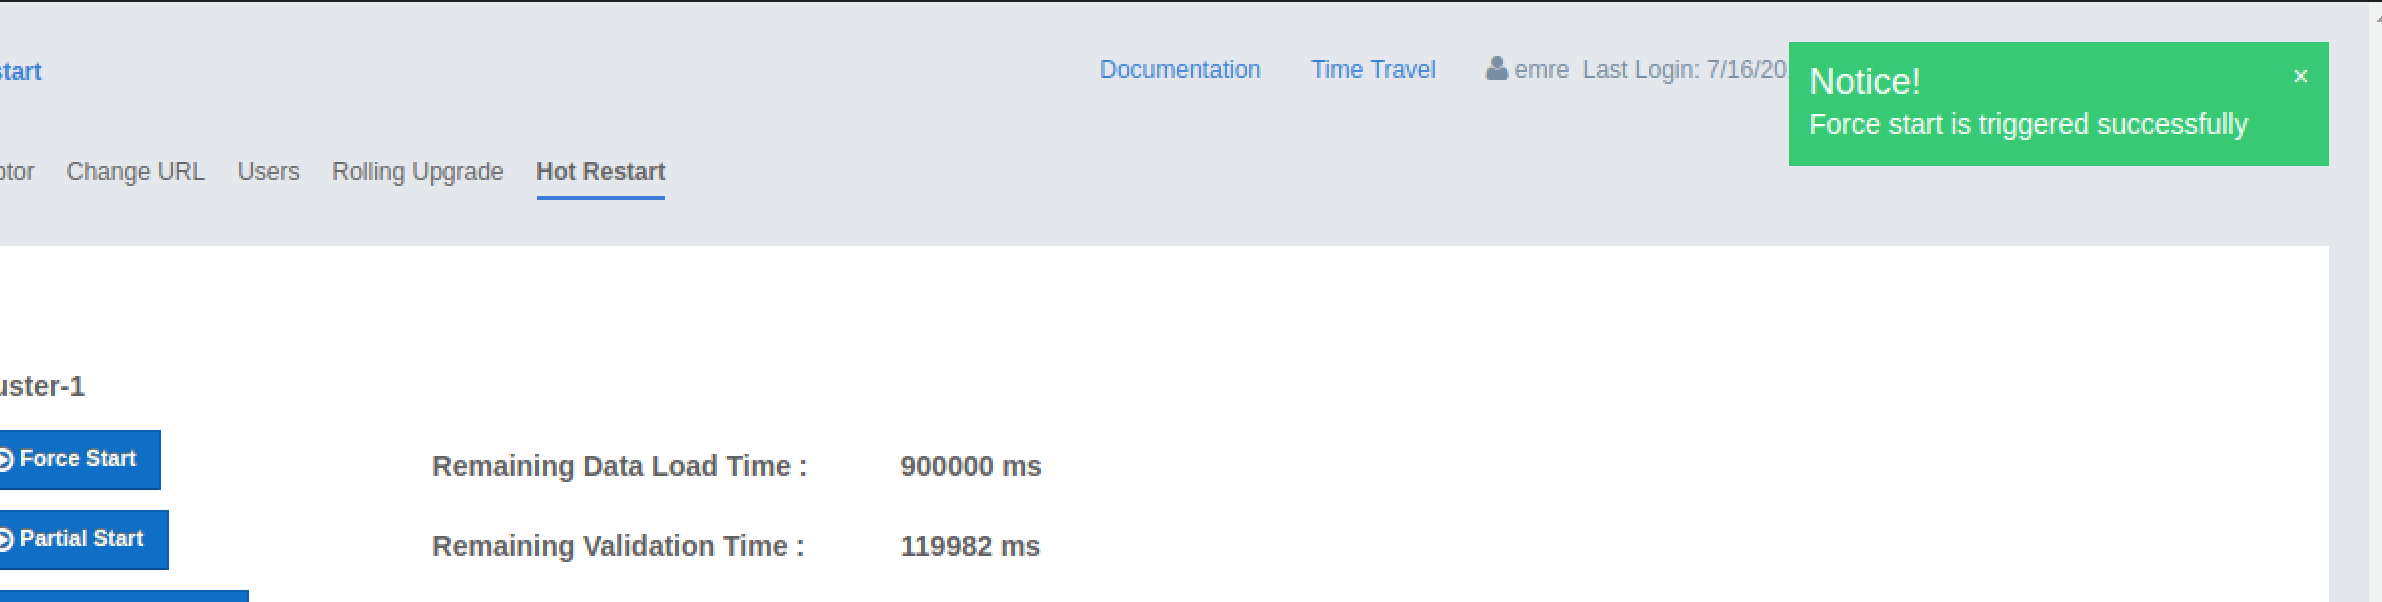 start
Documentation Time Travel emre Last Login: 7/16/20
Notice! ×
Force start is triggered successfully
ptor Change URL Users Rolling Upgrade Hot Restart
uster-1
Force Start
Remaining Data Load Time : 900000 ms
Partial Start
Remaining Validation Time : 119982 ms